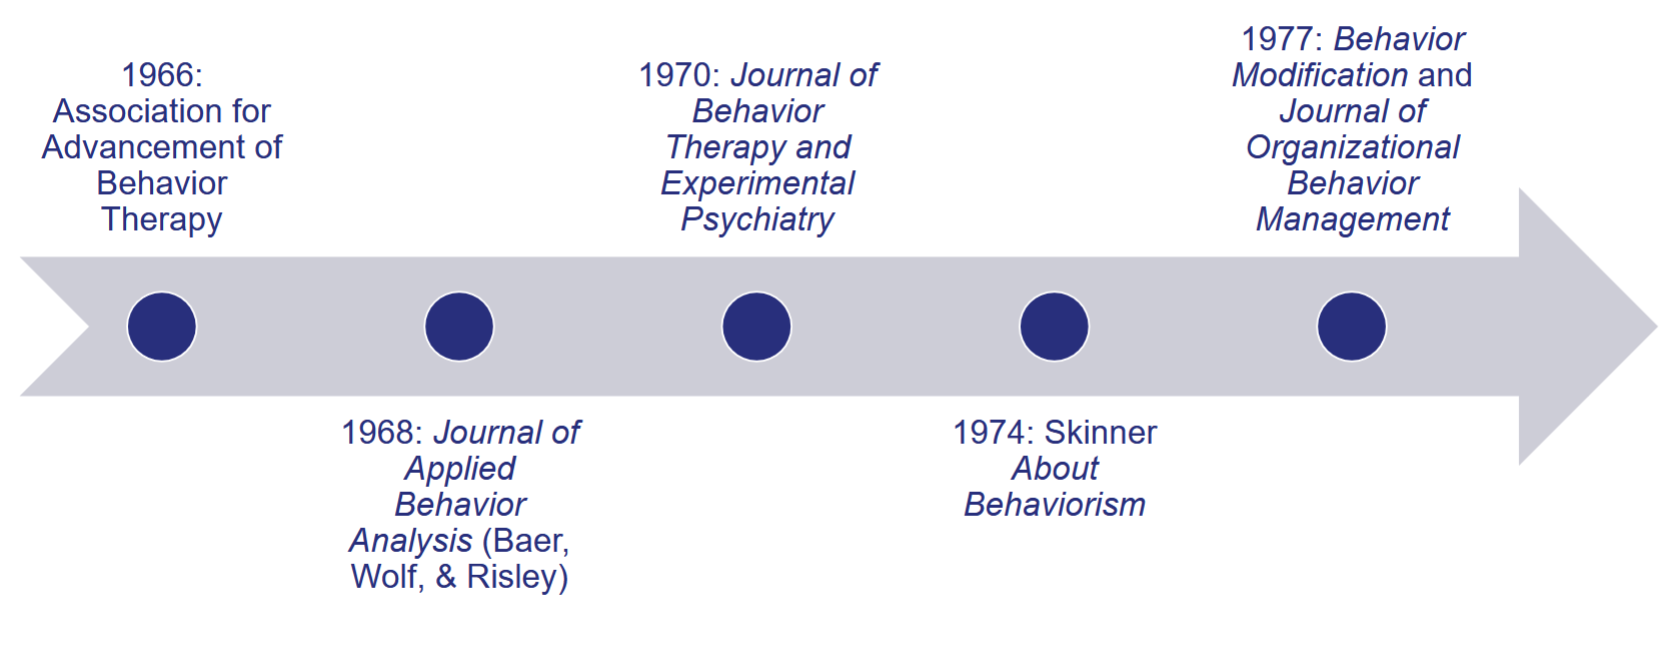 1966:
Association for
Advancement of
Behavior
Therapy
1968: Journal of
Applied
Behavior
Analysis (Baer,
Wolf, & Risley)
1970: Journal of
Behavior
Therapy and
Experimental
Psychiatry
1974: Skinner
About
Behaviorism
1977: Behavior
Modification and
Journal of
Organizational
Behavior
Management